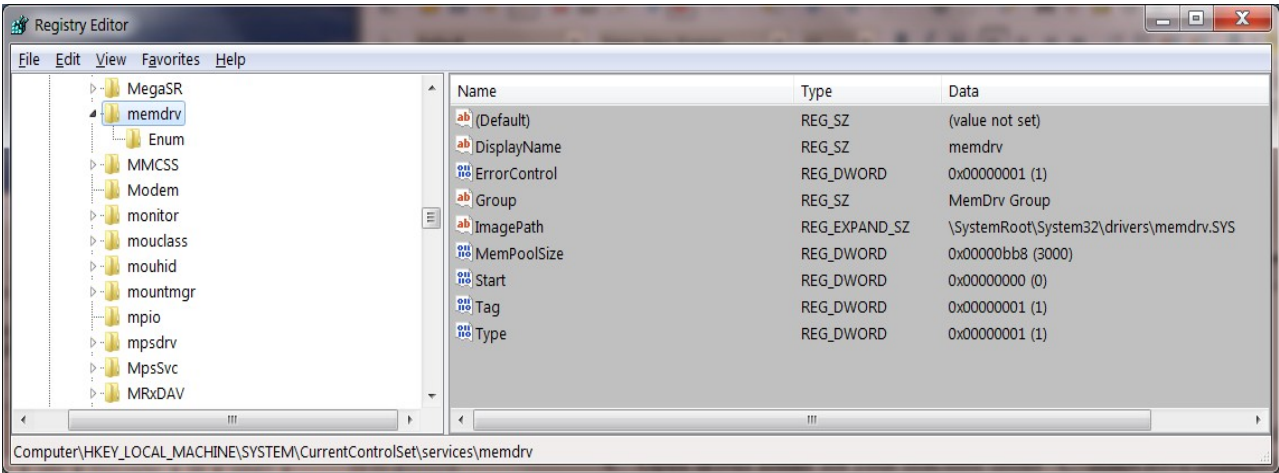 Registry Editor
File Edit View Favorites Help
MegaSR
memdrv
Enum
MMCSS
Modem
monitor
mouclass
mouhid
mountmgr
mpio
mpsdrv
MpsSvc
MRxDAV
Name Type Data
(Default) REG_SZ (value not set)
DisplayName REG_SZ memdrv
ErrorControl REG_DWORD 0x00000001 (1)
Group REG_SZ MemDrv Group
ImagePath REG_EXPAND_SZ \SystemRoot\System32\drivers\memdrv.SYS
MemPoolSize REG_DWORD 0x00000bb8 (3000)
Start REG_DWORD 0x00000000 (0)
Tag REG_DWORD 0x00000001 (1)
Type REG_DWORD 0x00000001 (1)
Computer\HKEY_LOCAL_MACHINE\SYSTEM\CurrentControlSet\services\memdrv